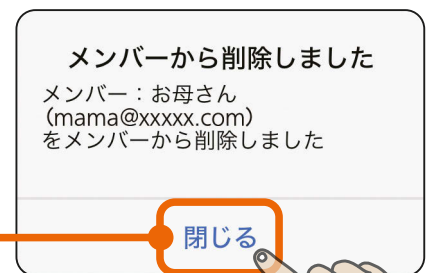 メンバーから削除しました
メンバー：お母さん
（mama@xxxxx.com）
をメンバーから削除しました
閉じる